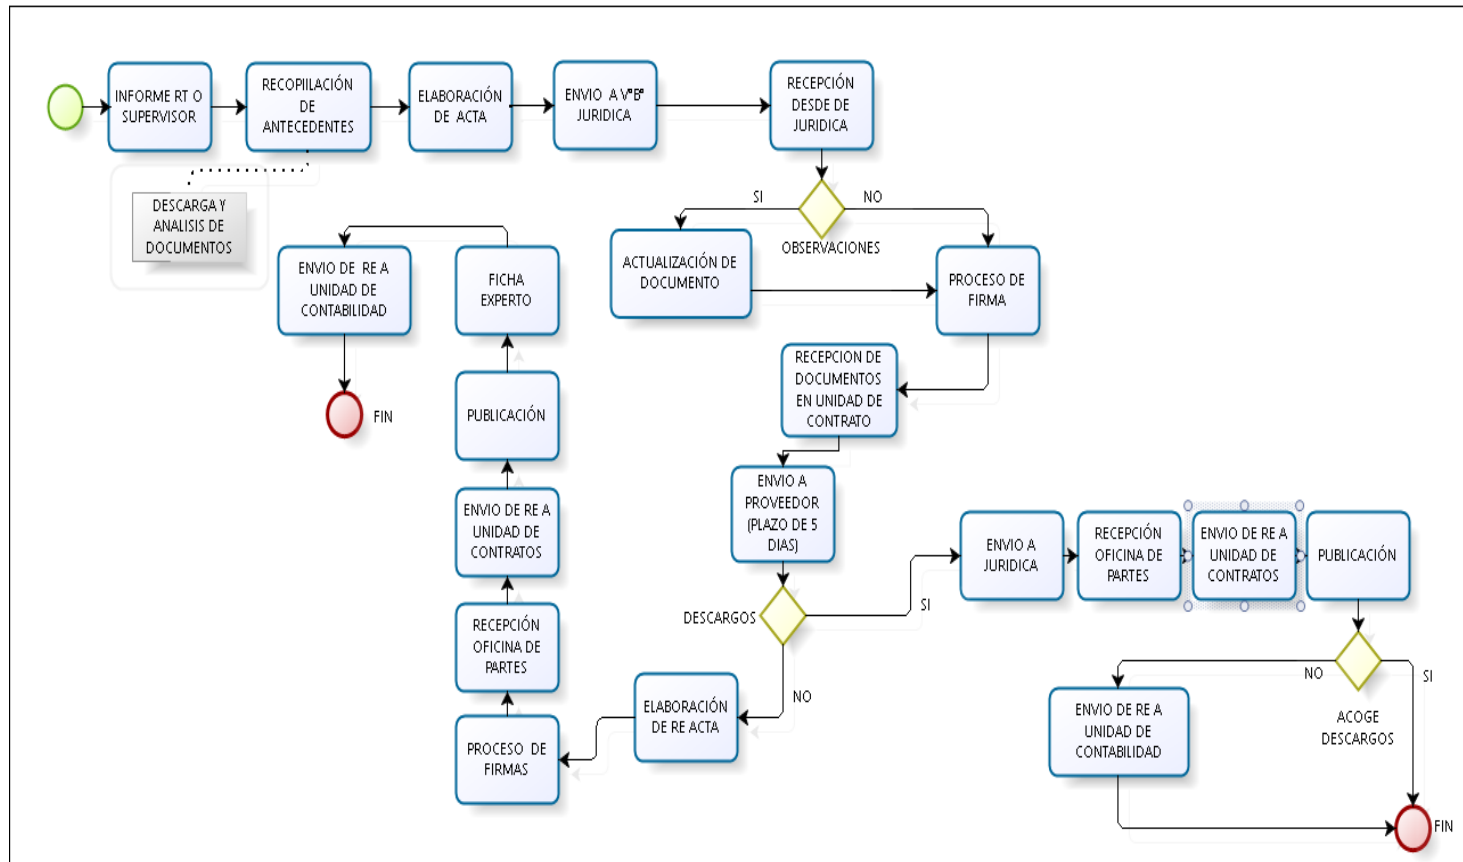 INFORME RT O
SUPERVISOR
RECOPIILACIÓN
DE
ANTECEDENTES
ELABORACIÓN
DE ACTA
ENVIO A V°B°
JURIDICA
RECEPCIÓN
DESDE DE
JURIDICA
DESCARGA Y
ANALISIS DE
DOCUMENTOS
SI
NO
OBSERVACIONES
ACTUALIZACIÓN DE
DOCUMENTO
PROCESO DE
FIRMA
RECEPCION DE
DOCUMENTOS
EN UNIDAD DE
CONTRATO
ENVIO A
PROVEEDOR
(PLAZO DE 5
DIAS)
DESCARGOS
SI
NO
ENVIO A
JURIDICA
RECEPCIÓN
OFICINA DE
PARTES
ENVIO DE RE A
UNIDAD DE
CONTRATOS
PUBLICACIÓN
NO
SI
ACOGE
DESCARGOS
ENVIO DE RE A
UNIDAD DE
CONTABILIDAD
FIN
ELABORACIÓN
DE RE ACTA
PROCESO DE
FIRMAS
RECEPCIÓN
OFICINA DE
PARTES
ENVIO DE RE A
UNIDAD DE
CONTRATOS
PUBLICACIÓN
FICHA
EXPERTO
ENVIO DE RE A
UNIDAD DE
CONTABILIDAD
FIN